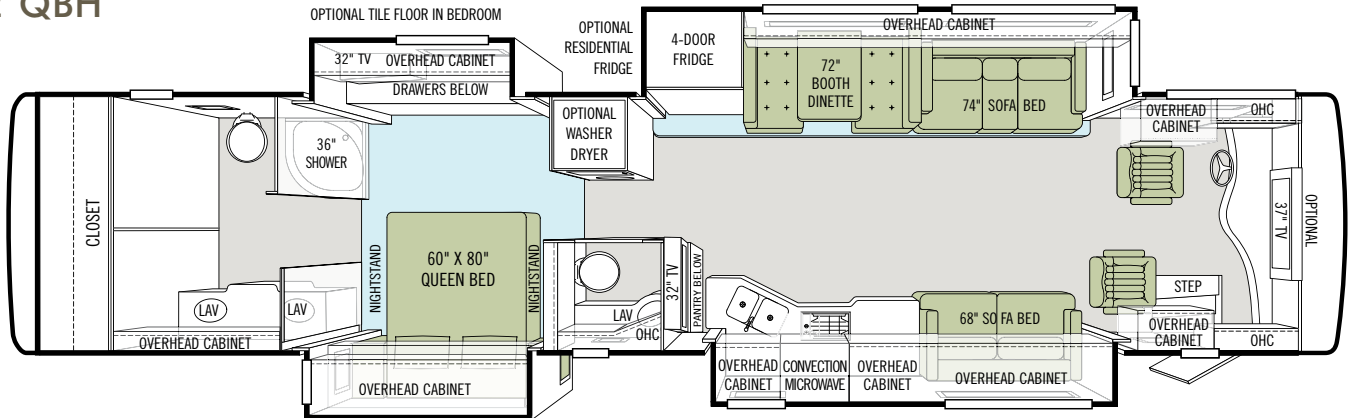 QBH
OPTIONAL TILE FLOOR IN BEDROOM
OPTIONAL
RESIDENTIAL
FRIDGE
4-DOOR
FRIDGE
OVERHEAD CABINET
72"
BOOTH
DINETTE
74" SOFA BED
32" TV
OVERHEAD CABINET
DRAWERS BELOW
OPTIONAL
WASHER
DRYER
OVERHEAD
CABINET
OHC
36"
SHOWER
CLOSET
NIGHTSTAND
60" X 80"
QUEEN BED
NIGHTSTAND
32" TV
PANTRY BELOW
37" TV
OPTIONAL
LAV
LAV
LAV
OHC
68" SOFA BED
STEP
OVERHEAD CABINET
OVERHEAD
CABINET
OHC
OVERHEAD CABINET
OVERHEAD
CABINET
CONVECTION
MICROWAVE
OVERHEAD
CABINET
OVERHEAD CABINET